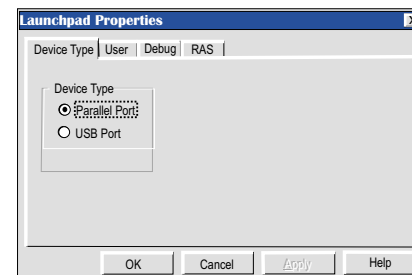 Launchpad Properties
Device Type User Debug RAS
Device Type
Parallel Port
USB Port
OK Cancel Apply Help